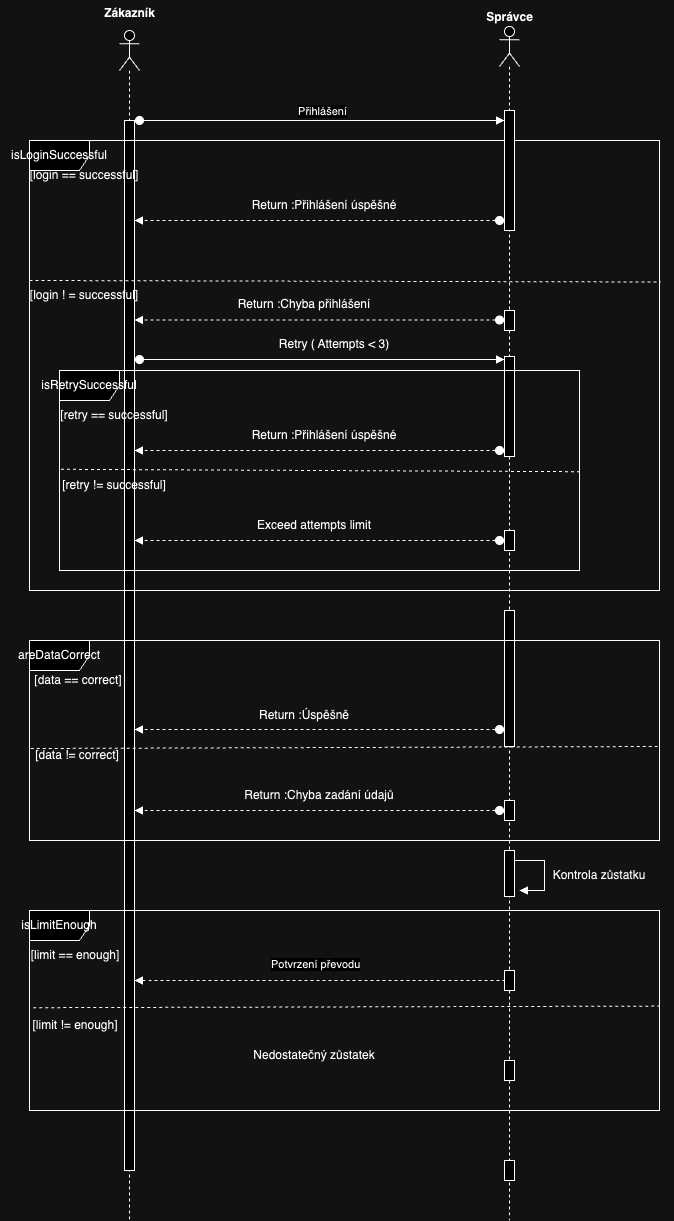 Zákazník
Správce
Přihlášení
isLoginSuccessful
[login == successful]
Return :Přihlášení úspěšné
[login ! = successful]
Return :Chyba přihlášení
Retry ( Attempts < 3)
isRetrySuccessful
[retry == successful]
Return :Přihlášení úspěšné
[retry != successful]
Exceed attempts limit
areDataCorrect
[data == correct]
Return :Úspěšně
[data != correct]
Return :Chyba zadání údajů
Kontrola zůstatku
isLimitEnough
[limit == enough]
Potvrzení převodu
[limit != enough]
Nedostatečný zůstatek